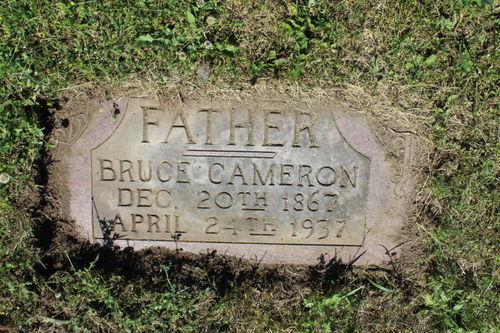 FATHER
BRUCE CAMERON
DEC. 20TH 1867
APRIL 24TH 1937